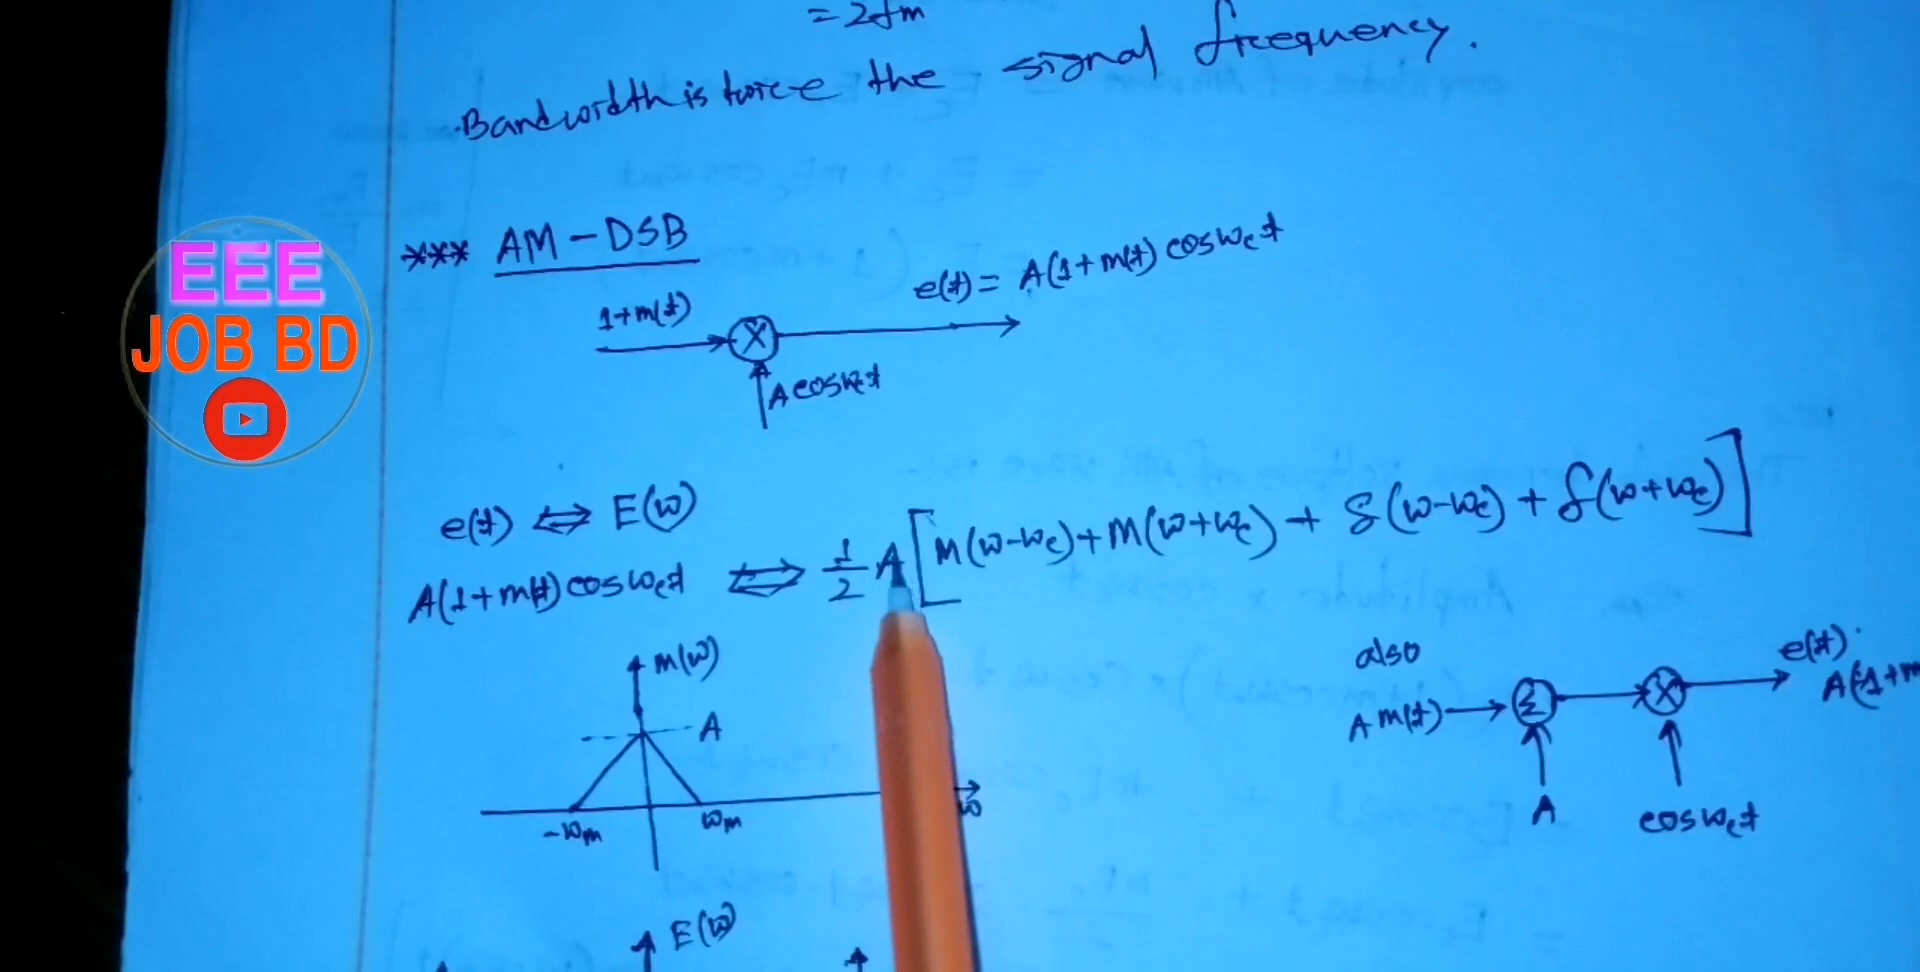 = 2fm
Bandwidth is twice the signal frequency.
*** AM-DSB
1+m(t)
X
e(t) = A(1+m(t) cosωct
A cosωct
EEE
JOB BD
e(t) ⇔ E(ω)
A(1+m(t) cosωct ⇔ 1/2 A [M(ω-ωc) + M(ω+ωc) + δ(ω-ωc) + δ(ω+ωc)]
M(ω)
A
-ωm
ωm
ω
also
A m(t)
Σ
X
e(t)
A(1+m
A
cosωct
E(ω)